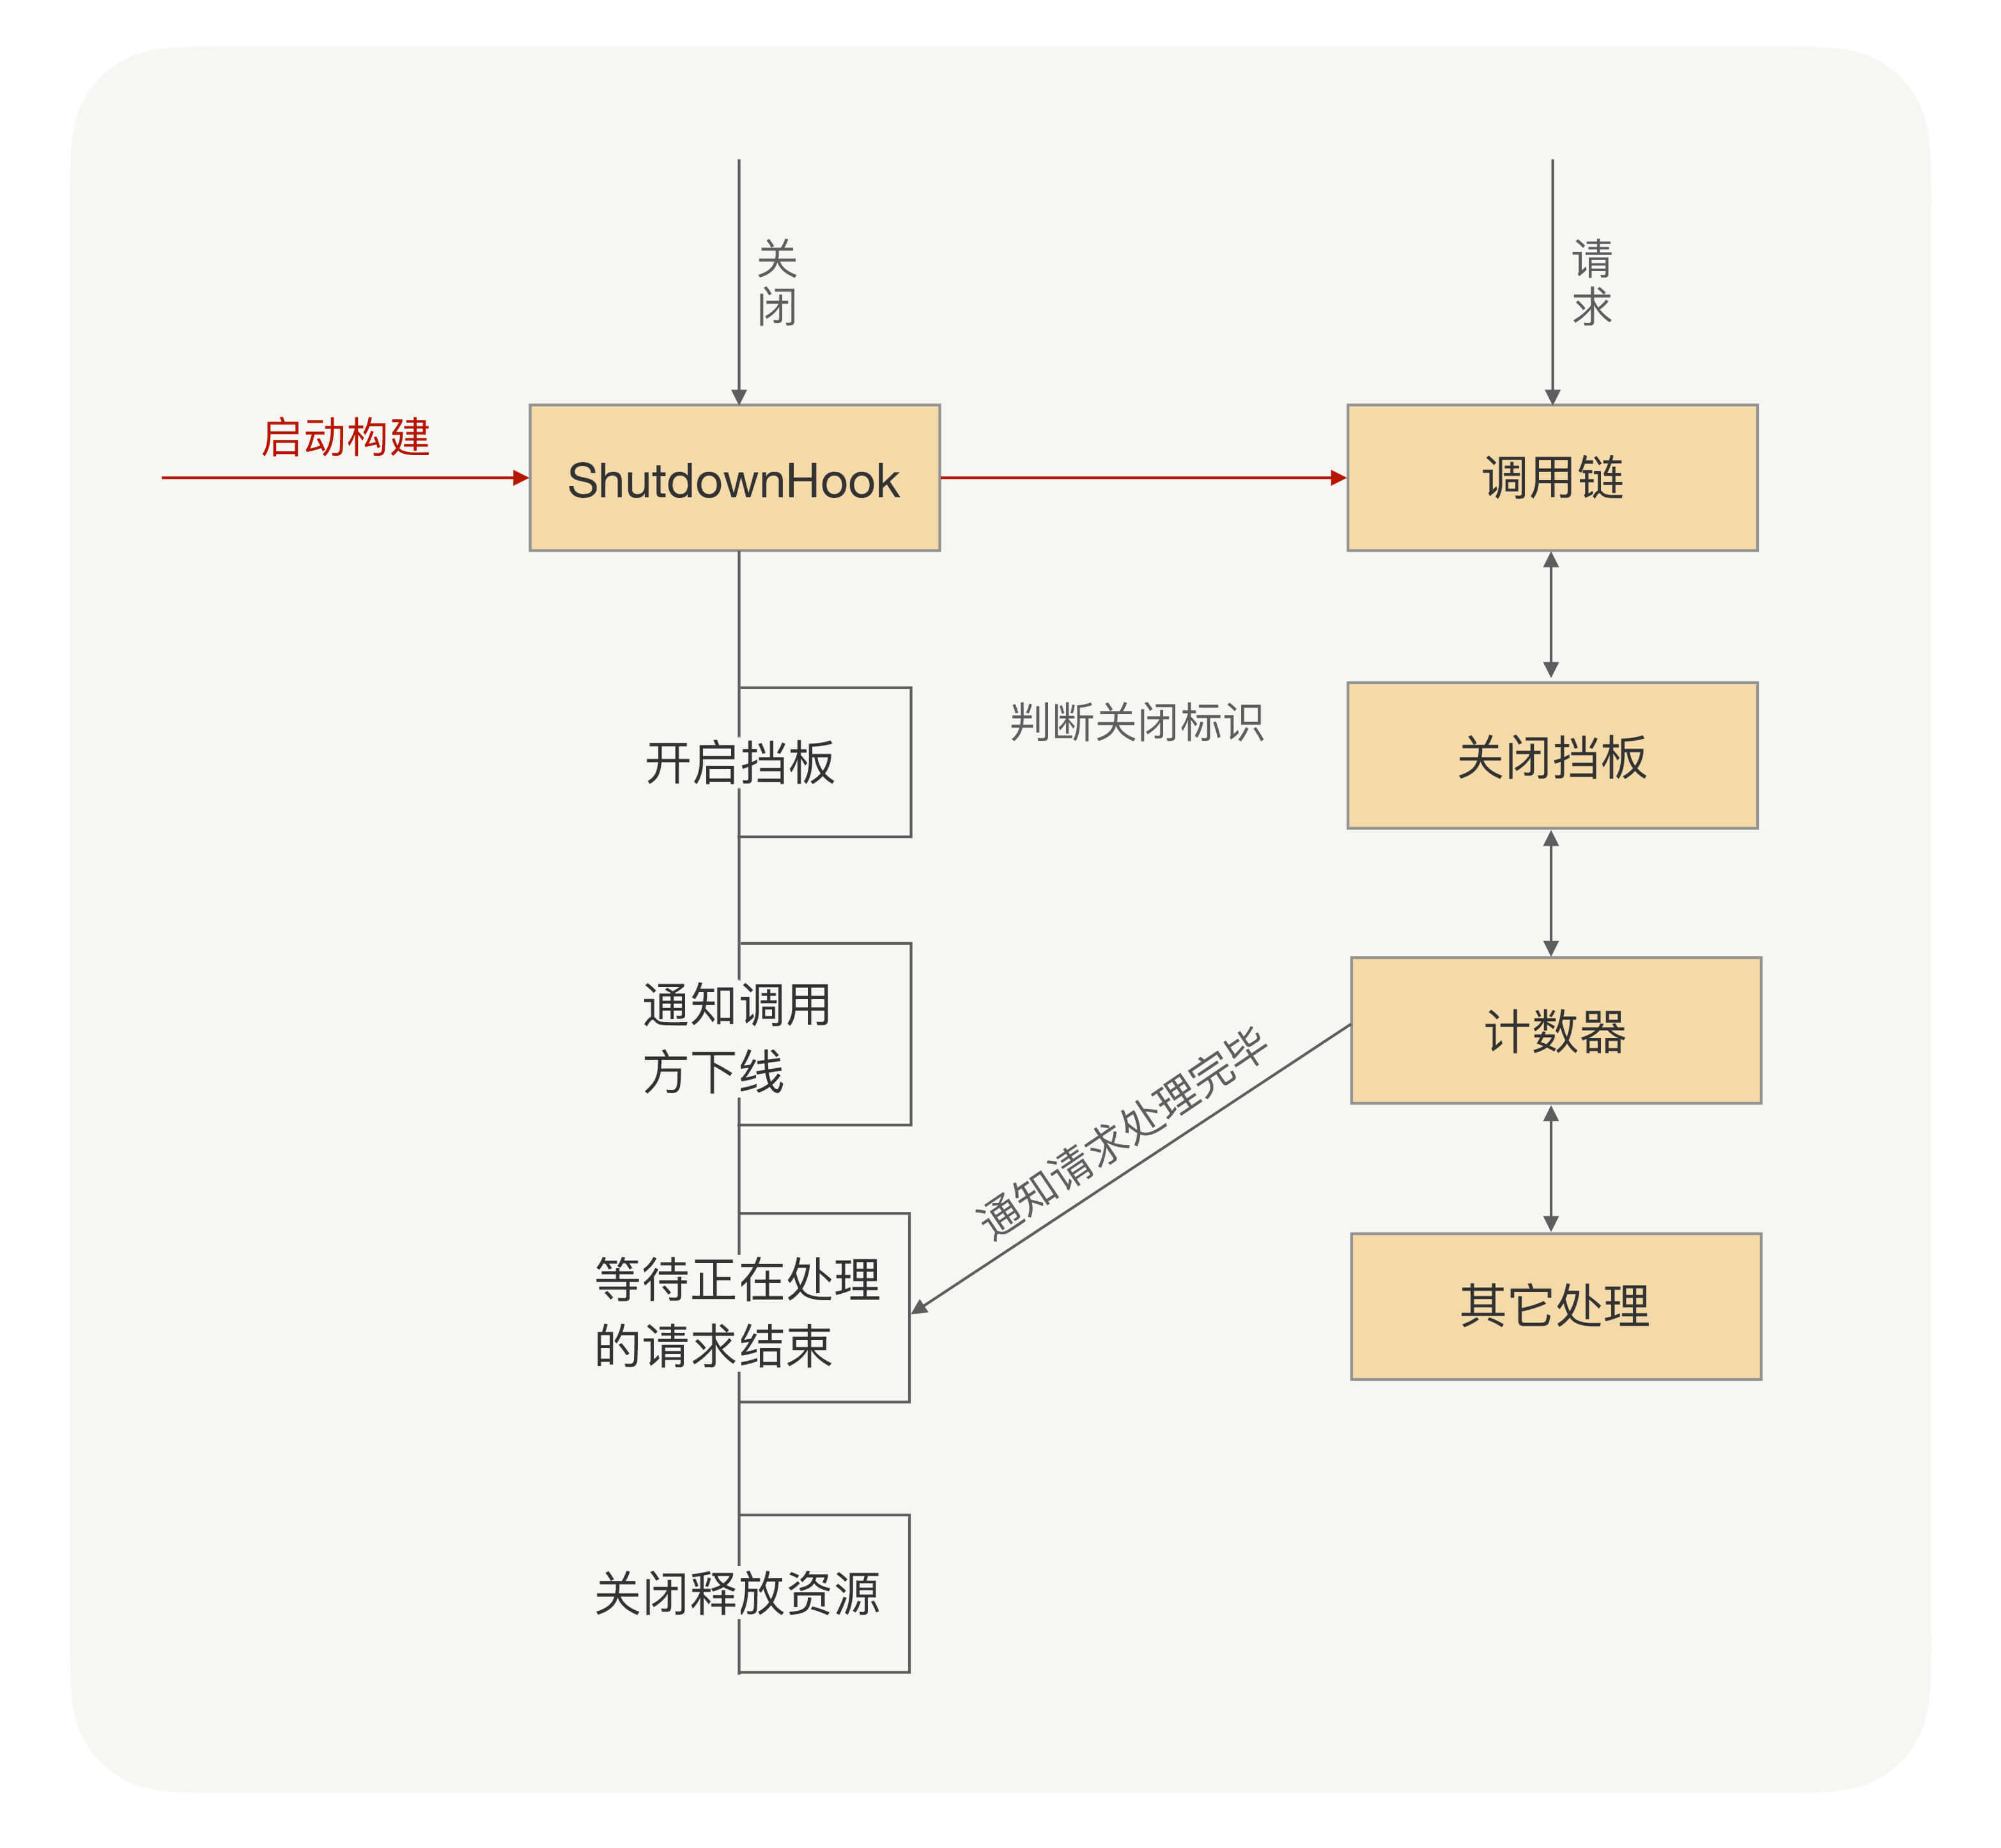 关
闭
请
求
启动构建
ShutdownHook
调用链
开启挡板
判断关闭标识
关闭挡板
通知调用
方下线
计数器
通知请求处理完毕
等待正在处理
的请求结束
其它处理
关闭释放资源